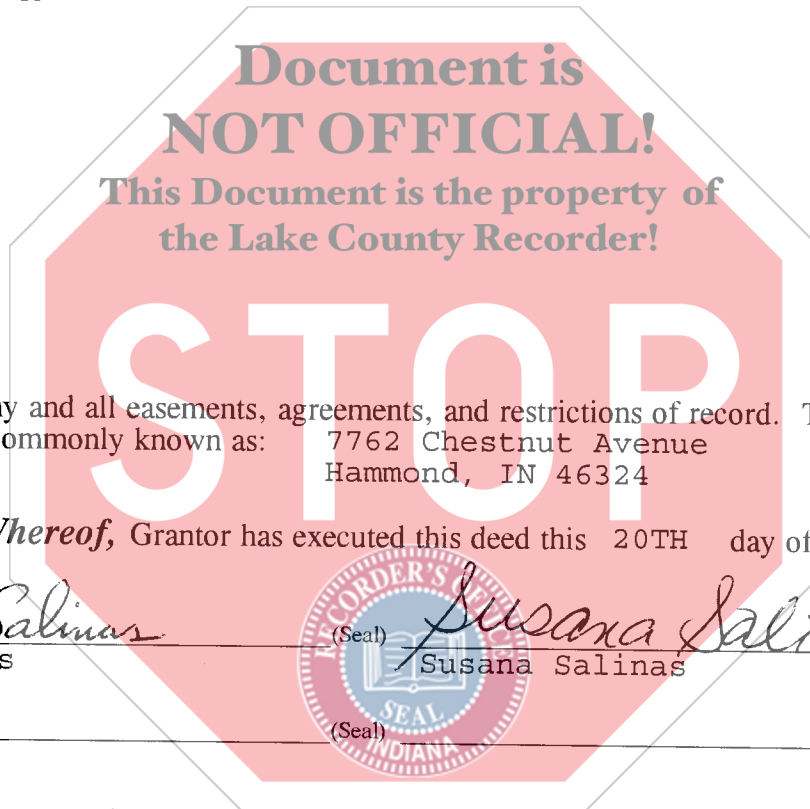 Document is
NOT OFFICIAL!
This Document is the property of
the Lake County Recorder!
STOP
y and all easements, agreements, and restrictions of record. T
ommonly known as: 7762 Chestnut Avenue
Hammond, IN 46324
Whereof, Grantor has executed this deed this 20TH day of
Salinas (Seal) Susana Sali
s Susana Salinas
(Seal)
RECORDER'S OFFICE
SEAL
INDIANA